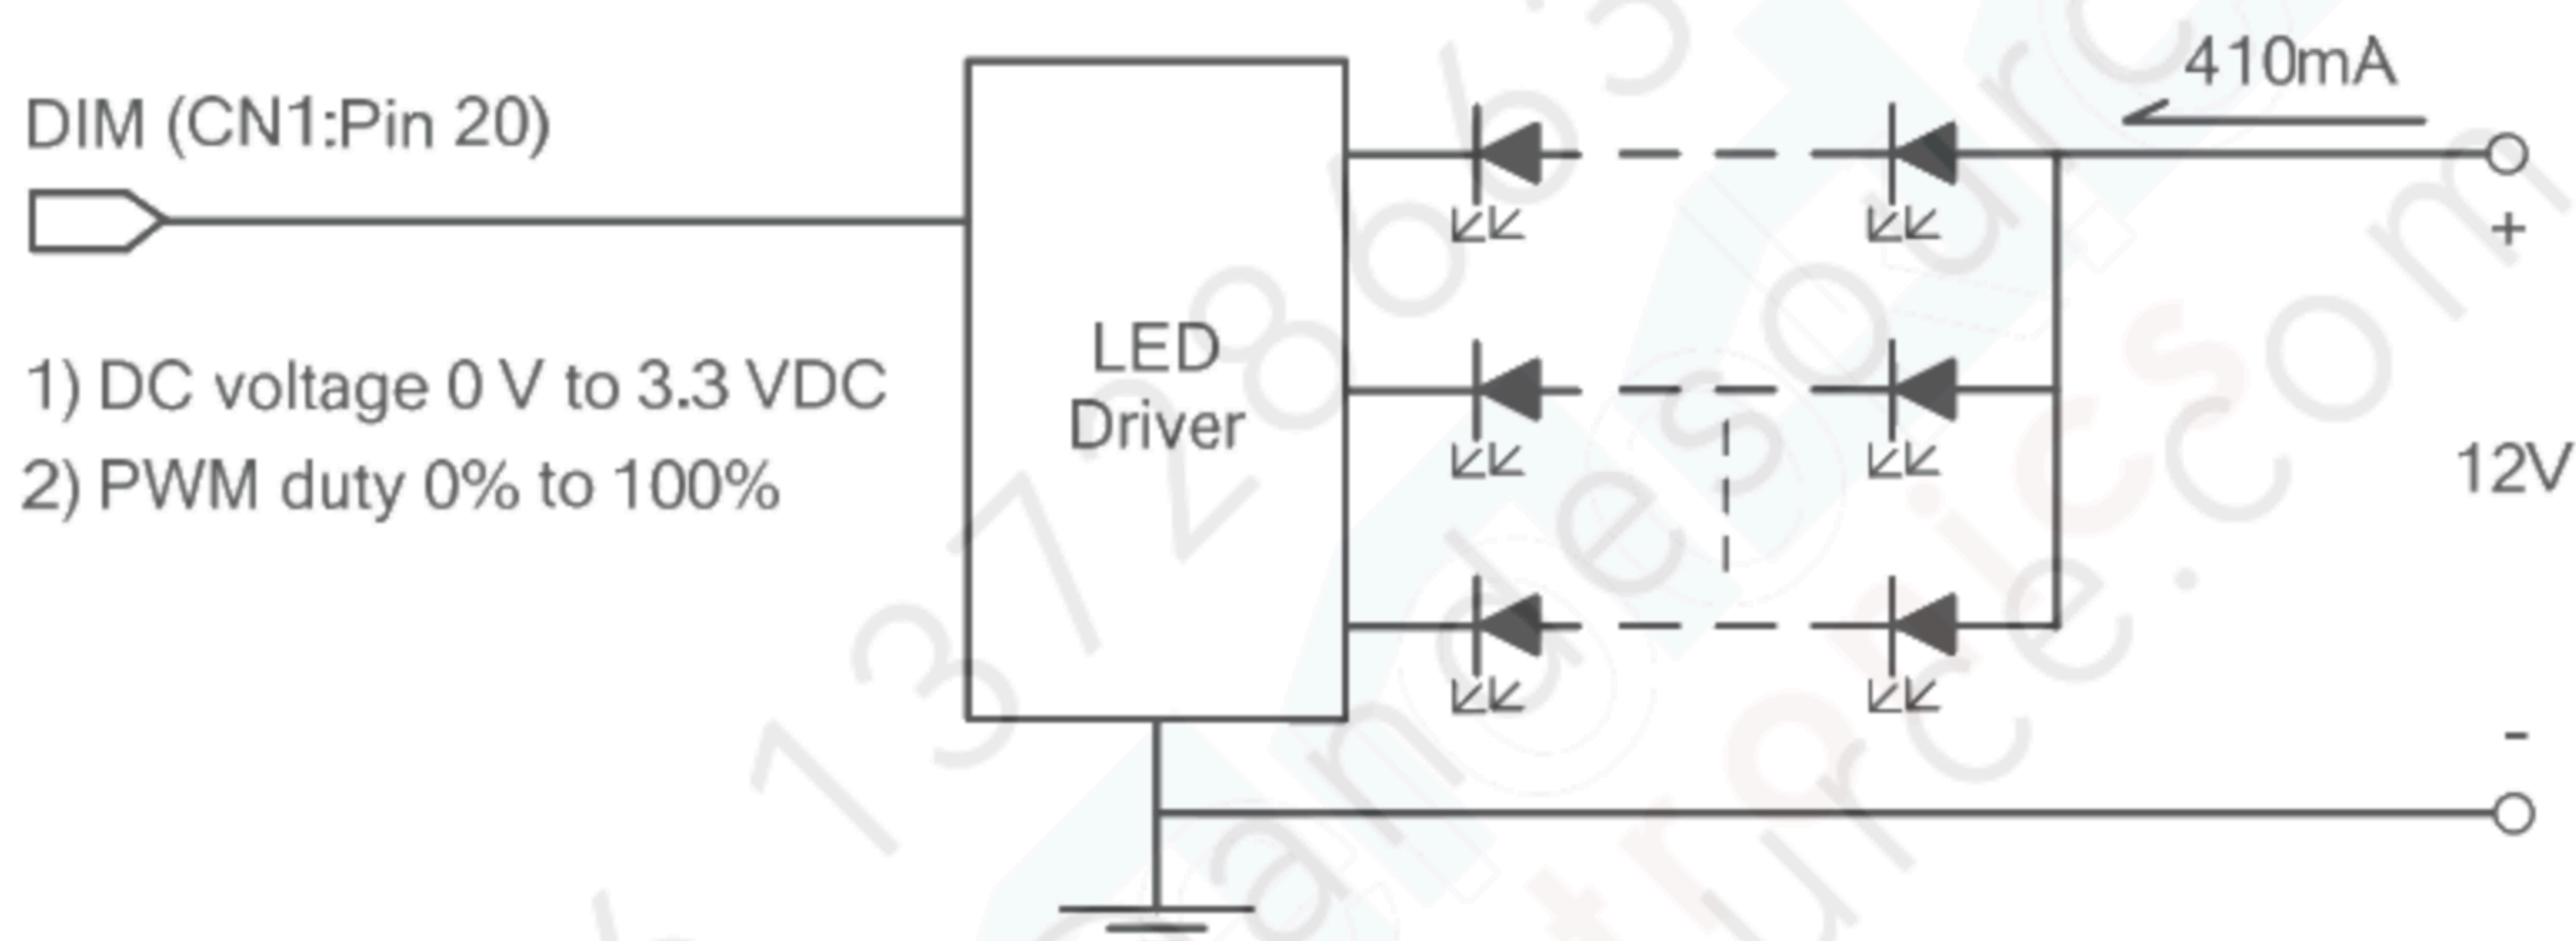 410mA
DIM (CN1:Pin 20)
+
LED
Driver
1) DC voltage 0 V to 3.3 VDC
2) PWM duty 0% to 100%
12V
-